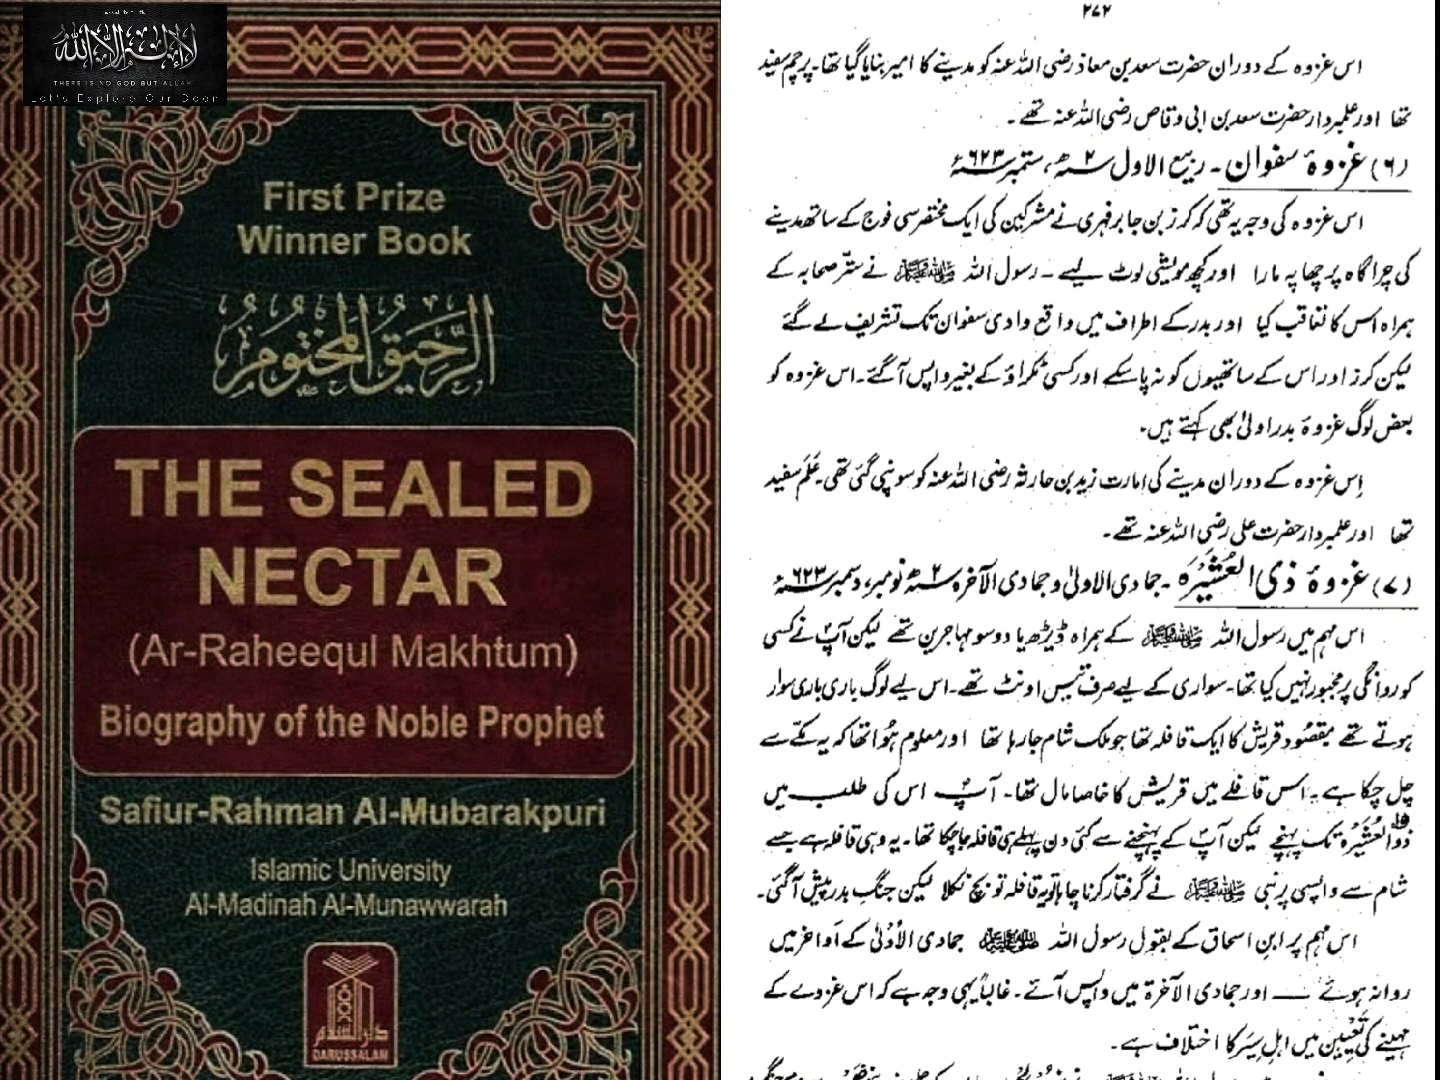 لا إله إلا الله
THERE IS NO GOD BUT ALLAH
Let's Explore Our Deen
First Prize
Winner Book
الرحيق المختوم
THE SEALED
NECTAR
(Ar-Raheequl Makhtum)
Biography of the Noble Prophet
Safiur-Rahman Al-Mubarakpuri
Islamic University
Al-Madinah Al-Munawwarah
دارالسلام
DARUSSALAM
۲۷۲
اس غزوہ کے دوران حضرت سعد بن معاذ رضی اللہ عنہ کو مدینے کا امیر بنایا گیا تھا۔ پرچم سفید
تھا اور علمبردار حضرت سعد بن ابی وقاص رضی اللہ عنہ تھے ۔
(۶) غزوۂ سفوان ۔ ربیع الاول ۲ھ، ستمبر ۶۲۳ء
اس غزوہ کی وجہ یہ تھی کہ کرز بن جابر فہری نے مشرکین کی ایک مختصر سی فوج کے ساتھ مدینے
کی چراگاہ پر چھاپہ مارا اور کچھ مویشی لوٹ لیے ۔ رسول اللہ ﷺ نے ستّر صحابہ کے
ہمراہ اس کا تعاقب کیا اور بدر کے اطراف میں واقع وادی سفوان تک تشریف لے گئے
لیکن کرز اور اس کے ساتھیوں کو نہ پا سکے اور کسی ٹکراؤ کے بغیر واپس آگئے ۔ اس غزوہ کو
بعض لوگ غزوۂ بدر اولیٰ بھی کہتے ہیں۔
اِس غزوہ کے دوران مدینے کی امارت زید بن حارثہ رضی اللہ عنہ کو سونپی گئی تھی ۔ عَلَم سفید
تھا اور علمبردار حضرت علی رضی اللہ عنہ تھے ۔
(۷) غزوۂ ذی العُشَیْرَہ ۔ جمادی الاولیٰ و جمادی الآخرہ ۲ھ نومبر، دسمبر ۶۲۳ء
اس مہم میں رسول اللہ ﷺ کے ہمراہ ڈیڑھ یا دو سو مہاجرین تھے لیکن آپؐ نے کسی
کو روانگی پر مجبور نہیں کیا تھا۔ سواری کے لیے صرف تیس اونٹ تھے۔ اس لیے لوگ باری باری سوار
ہوتے تھے مقصُود قریش کا ایک قافلہ تھا جو ملک شام جا رہا تھا اور معلوم ہُوا تھا کہ یہ مکّے سے
چل چکا ہے ۔ اس قافلے میں قریش کا خاصا مال تھا۔ آپؐ اس کی طلب میں
ذوالعُشَیْرَہ تک پہنچے لیکن آپؐ کے پہنچنے سے کئی دن پہلے ہی قافلہ جا چکا تھا۔ یہ وہی قافلہ ہے جسے
شام سے واپسی پر نبی ﷺ نے گرفتار کرنا چاہا تو یہ قافلہ تو بچ نکلا لیکن جنگِ بدر پیش آگئی۔
اس مہم پر ابن اسحاق کے بقول رسول اللہ ﷺ جمادی الأولٰی کے اَواخر میں
روانہ ہوئے — اور جمادی الآخرۃ میں واپس آئے۔ غالباً یہی وجہ ہے کہ اس غزوے کے
مہینے کی تَعْیِین میں اہلِ سِیَر کا اختلاف ہے۔